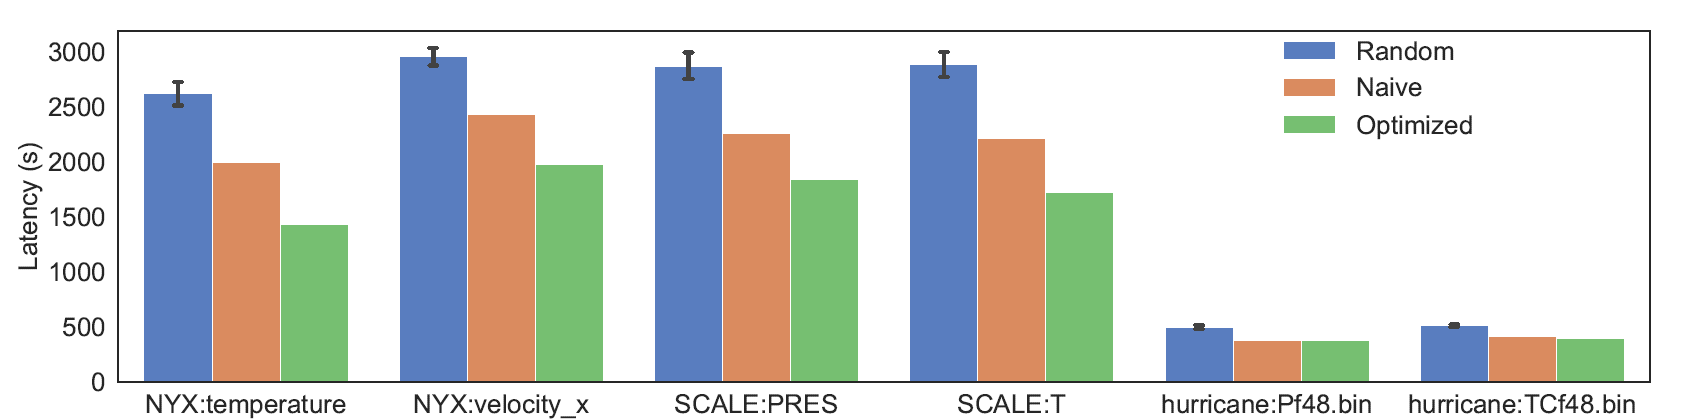 3000
2500
2000
1500
1000
500
0
Latency (s)
Random
Naive
Optimized
NYX:temperature
NYX:velocity_x
SCALE:PRES
SCALE:T
hurricane:Pf48.bin
hurricane:TCf48.bin